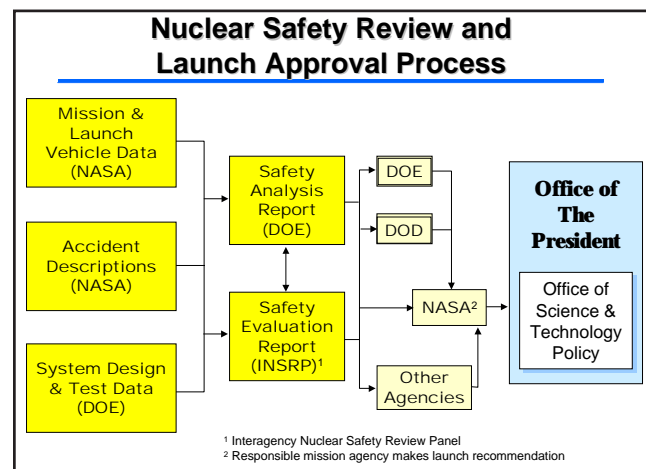 Nuclear Safety Review and
Launch Approval Process
Mission &
Launch
Vehicle Data
(NASA)
Accident
Descriptions
(NASA)
System Design
& Test Data
(DOE)
Safety
Analysis
Report
(DOE)
Safety
Evaluation
Report
(INSRP)¹
DOE
DOD
NASA²
Other
Agencies
Office of
The
President
Office of
Science &
Technology
Policy
¹ Interagency Nuclear Safety Review Panel
² Responsible mission agency makes launch recommendation